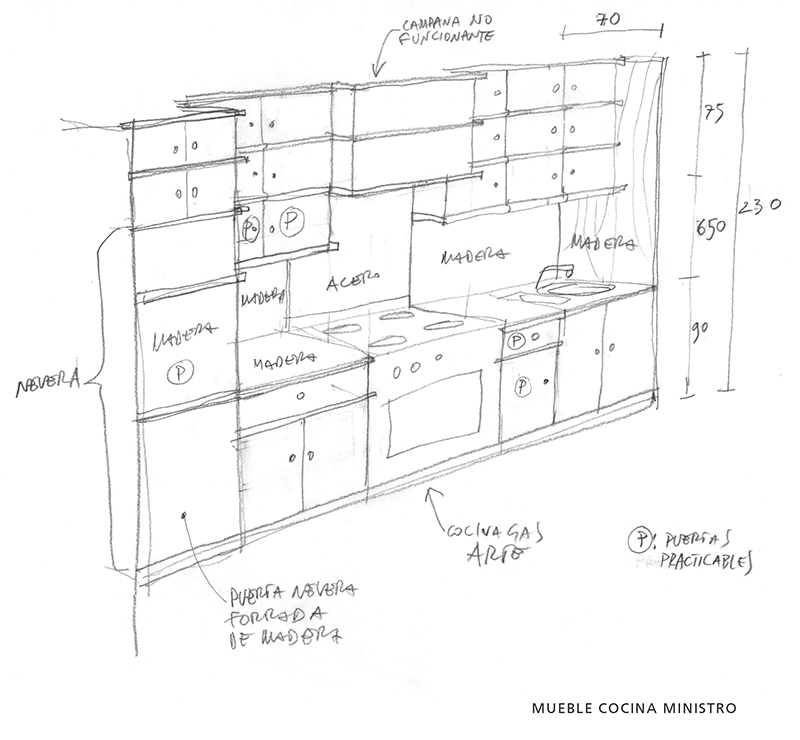 CAMPANA NO
FUNCIONANTE
70
75
230
650
90
P
P
MADERA
MADERA
ACERO
MADERA
MADERA
P
MADERA
P
P
NEVERA
COCINA GAS
ARTE
PUERTA NEVERA
FORRADA
DE MADERA
P: PUERTAS
PRACTICABLES
MUEBLE COCINA MINISTRO